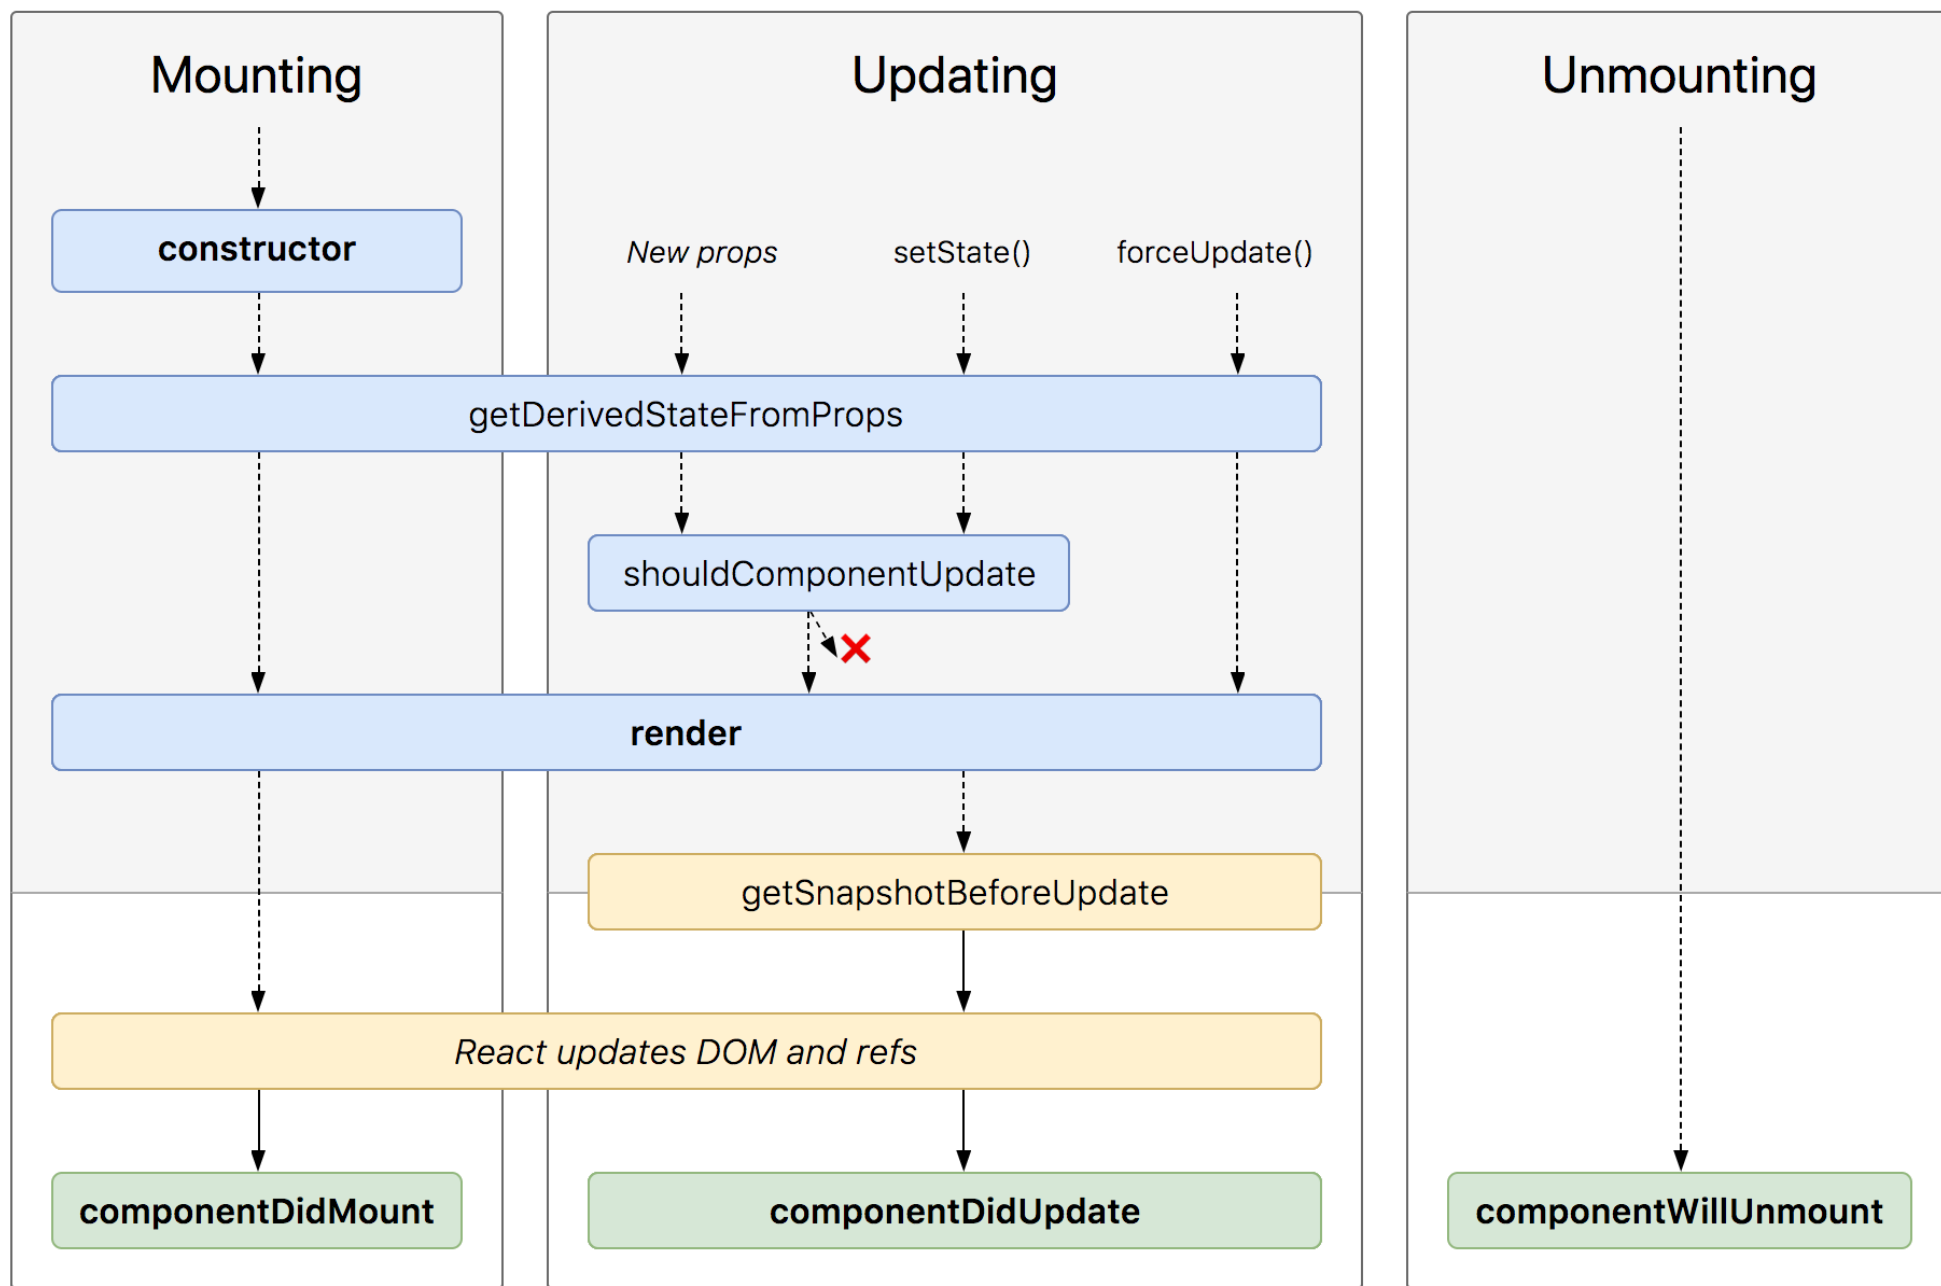 Mounting
Updating
Unmounting
constructor
New props
setState()
forceUpdate()
getDerivedStateFromProps
shouldComponentUpdate
render
getSnapshotBeforeUpdate
React updates DOM and refs
componentDidMount
componentDidUpdate
componentWillUnmount